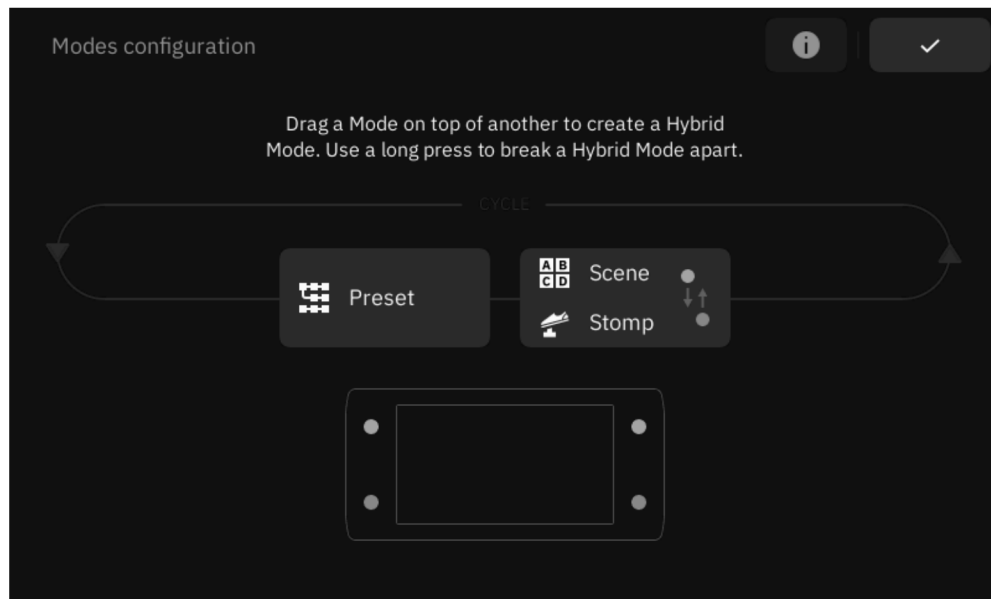 Modes configuration
Drag a Mode on top of another to create a Hybrid
Mode. Use a long press to break a Hybrid Mode apart.
CYCLE
Preset
A B
C D
Scene
Stomp